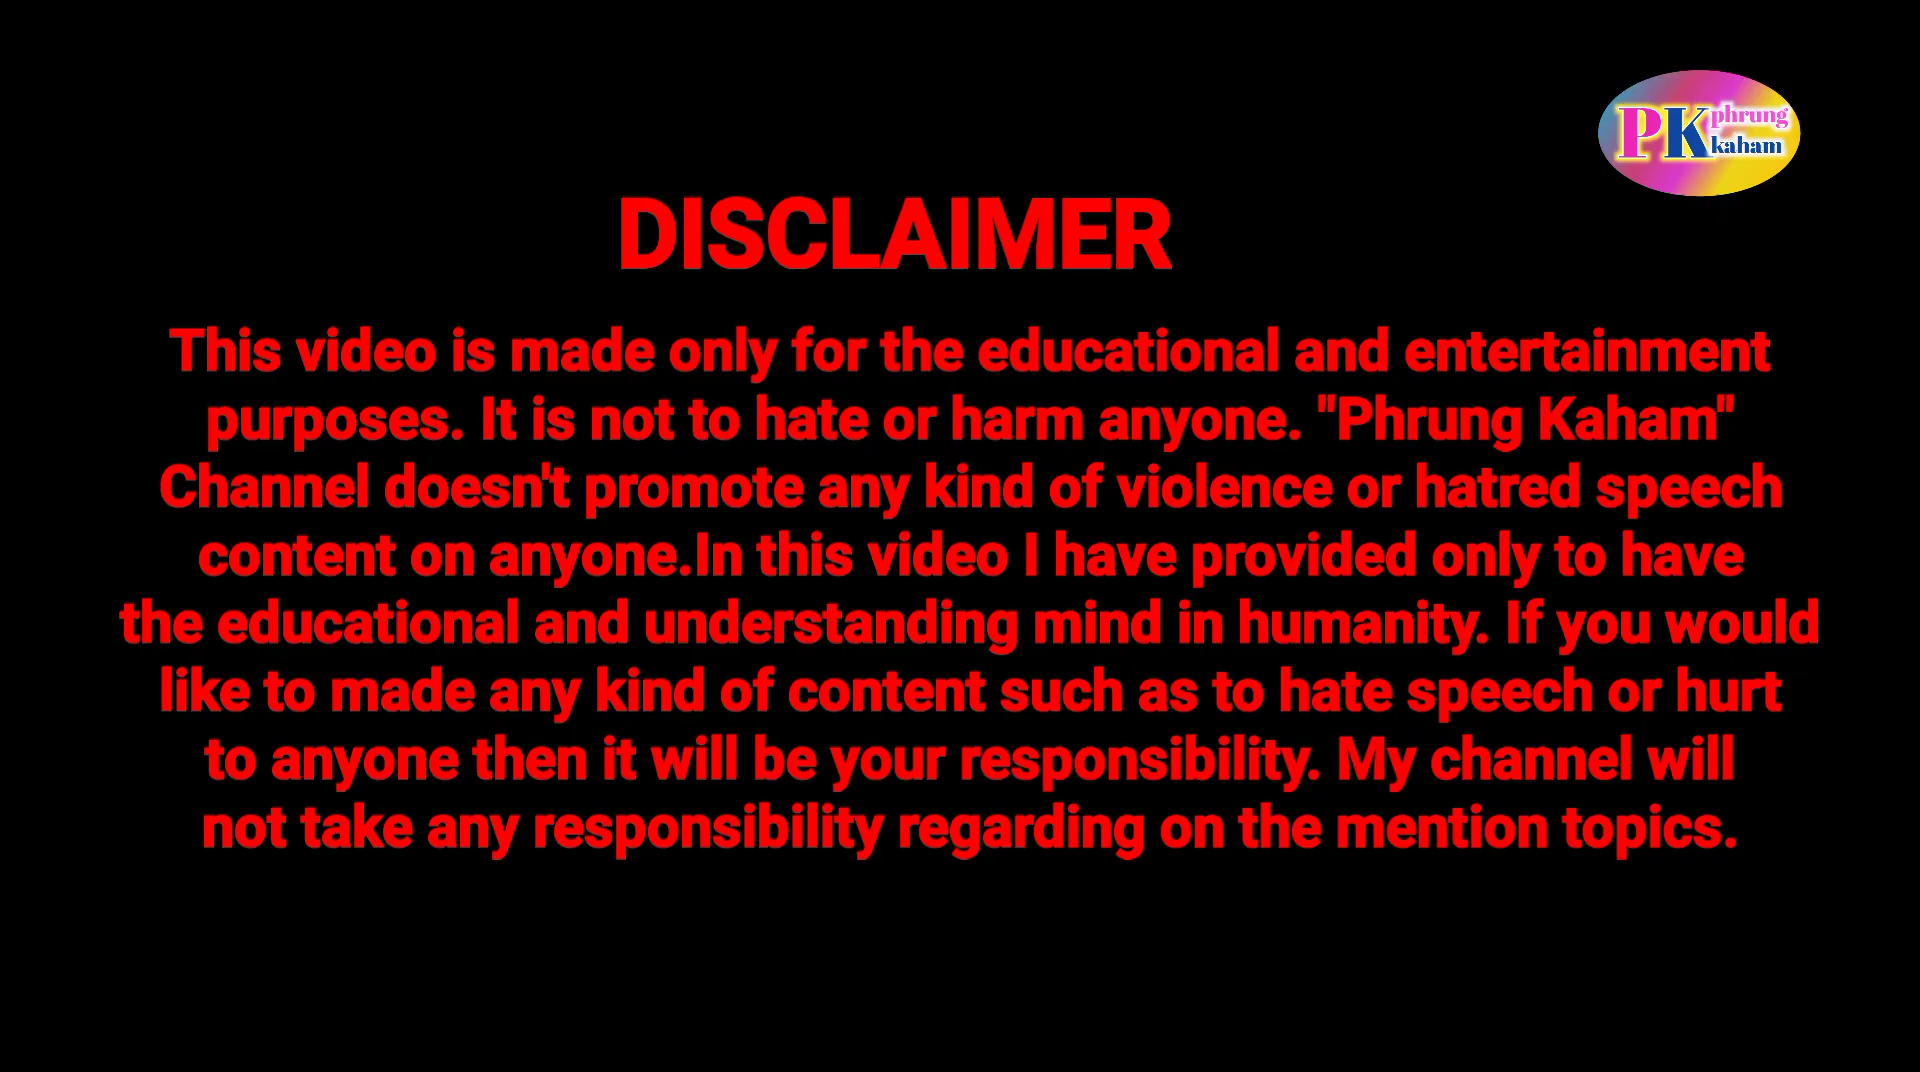 PK phrung
kaham
DISCLAIMER
This video is made only for the educational and entertainment
purposes. It is not to hate or harm anyone. "Phrung Kaham"
Channel doesn't promote any kind of violence or hatred speech
content on anyone.In this video I have provided only to have
the educational and understanding mind in humanity. If you would
like to made any kind of content such as to hate speech or hurt
to anyone then it will be your responsibility. My channel will
not take any responsibility regarding on the mention topics.